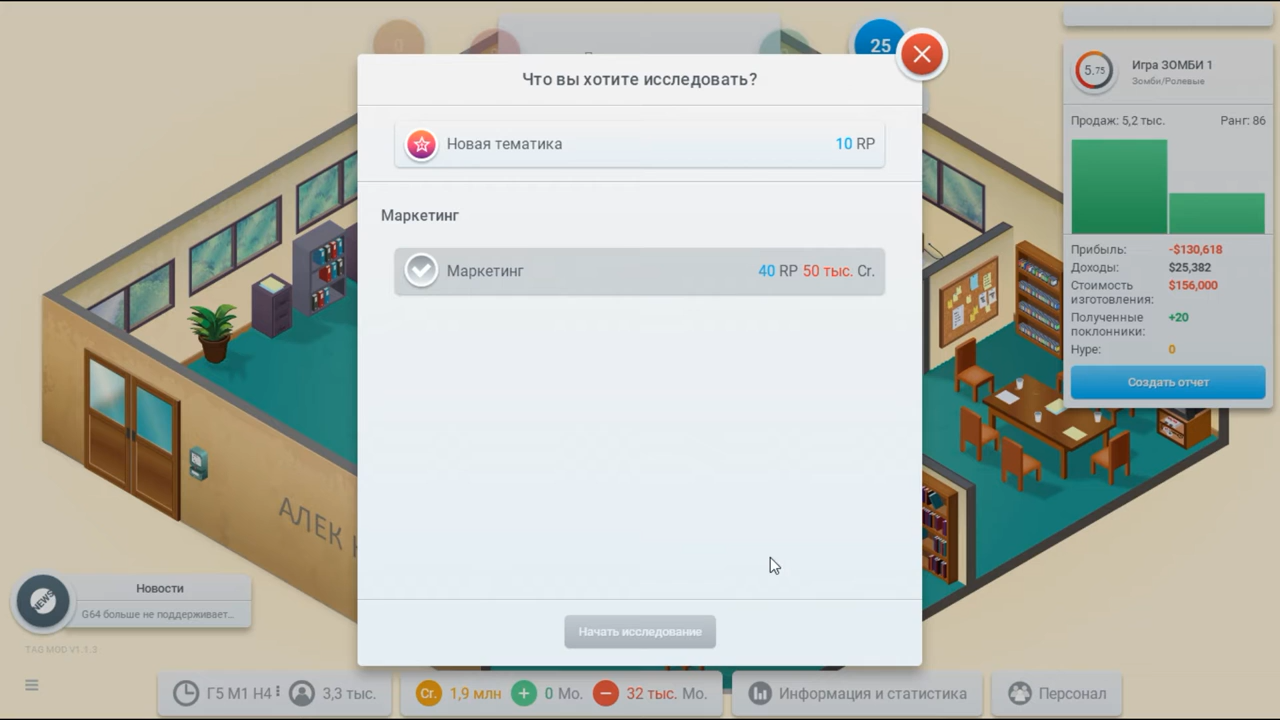 25
Что вы хотите исследовать?
Новая тематика 10 RP
Маркетинг
Маркетинг 40 RP 50 тыс. Cr.
Начать исследование
5,75
Игра ЗОМБИ 1
Зомби/Ролевые
Продаж: 5,2 тыс. Ранг: 86
Прибыль: -$130,618
Доходы: $25,382
Стоимость $156,000
изготовления:
Полученные +20
поклонники:
Hype: 0
Создать отчет
АЛЕК
NEWS
Новости
G64 больше не поддерживвет...
TAG MOD V1.1.3
Г5 М1 Н4 3,3 тыс.
Cr. 1,9 млн 0 Мо. 32 тыс. Мо.
Информация и статистика
Персонал